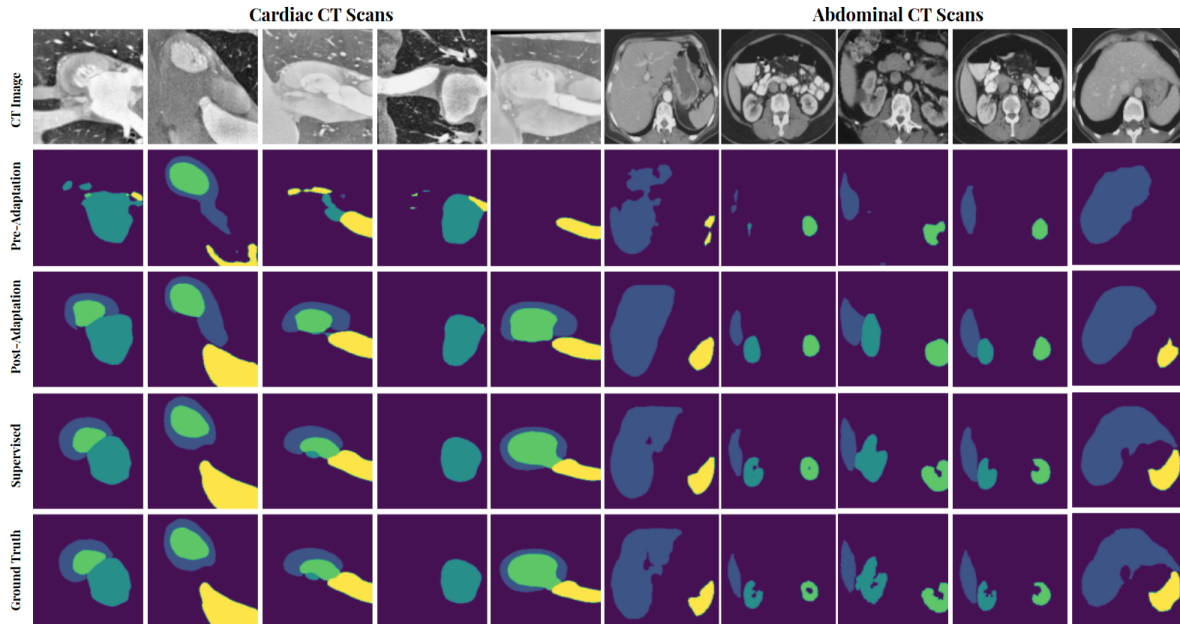 Cardiac CT Scans
Abdominal CT Scans
CT Image
Pre-Adaptation
Post-Adaptation
Supervised
Ground Truth